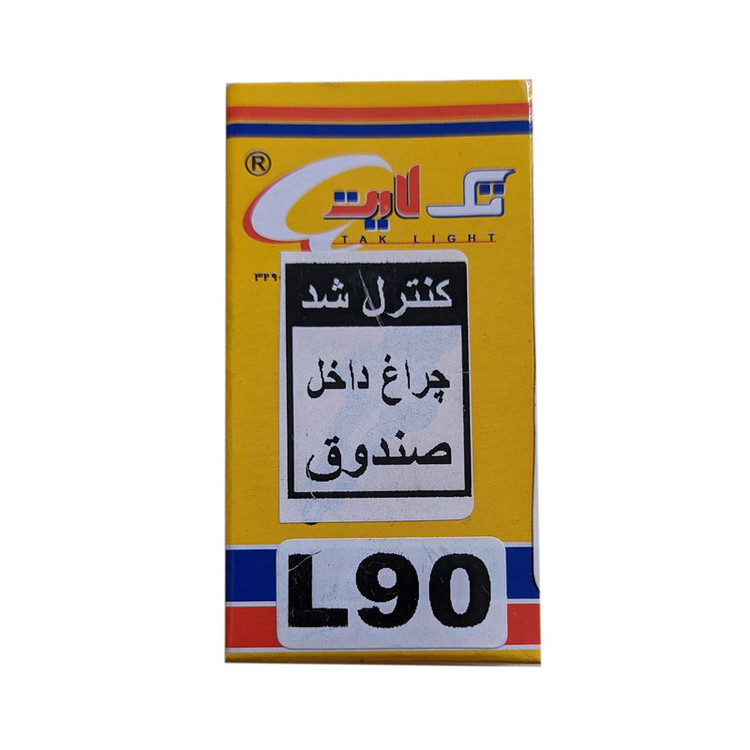 ®
تک لایت
TAK LIGHT
کنترل شد
چراغ داخل
صندوق
L90